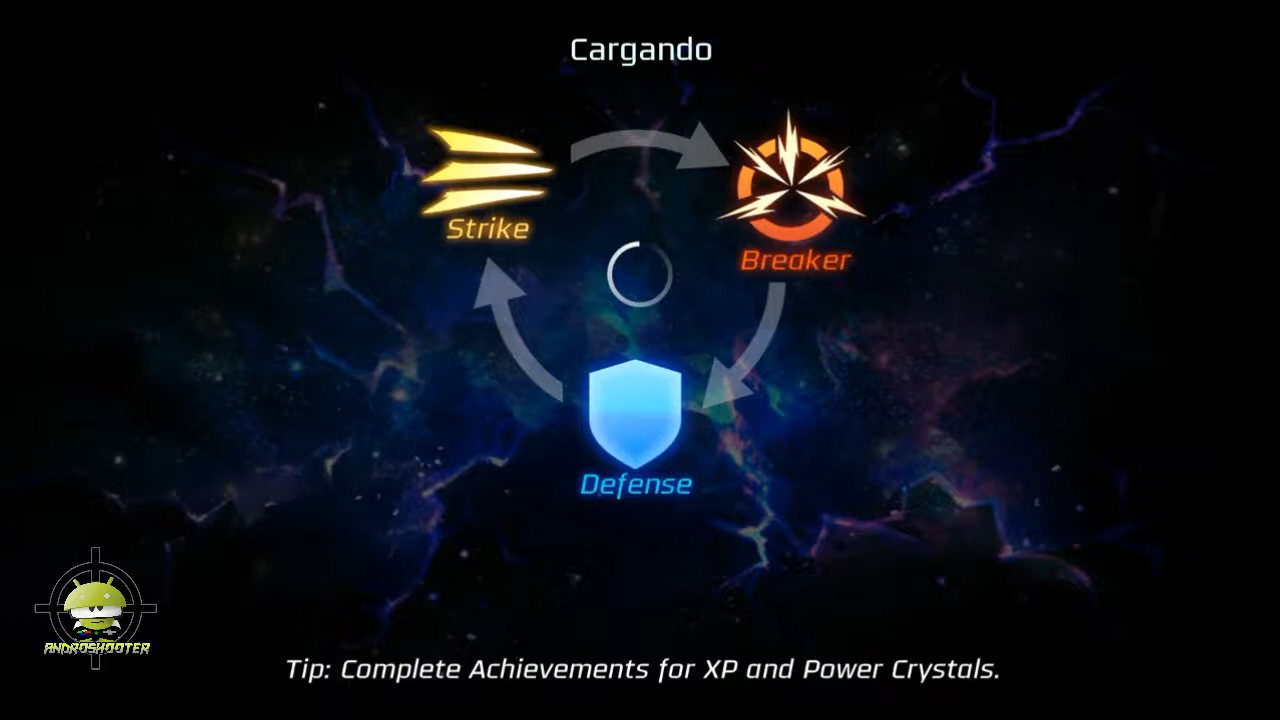 Cargando
Strike
Breaker
Defense
ANDROSHOOTER
Tip: Complete Achievements for XP and Power Crystals.